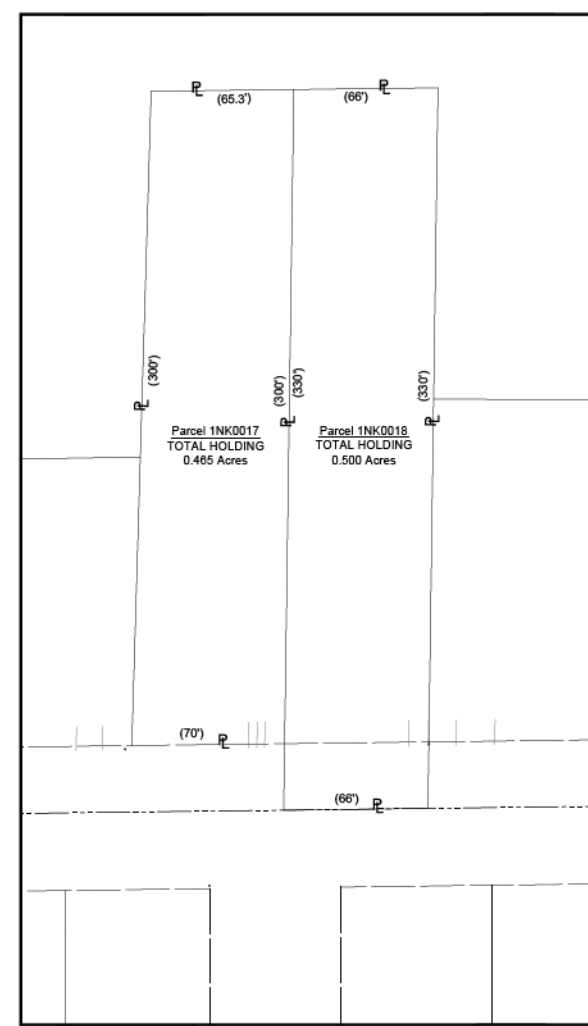 PL
PL
(65.3')
(66')
(300')
(300')
(330')
(330')
PL
PL
PL
Parcel 1NK0017
TOTAL HOLDING
0.465 Acres
Parcel 1NK0018
TOTAL HOLDING
0.500 Acres
(70')
PL
(66')
PL